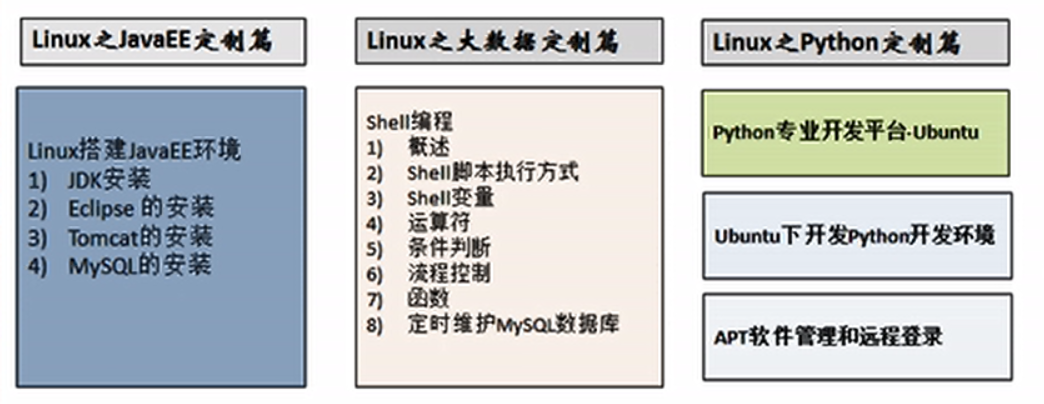 Linux之JavaEE定制篇
Linux搭建JavaEE环境
1) JDK安装
2) Eclipse 的安装
3) Tomcat的安装
4) MySQL的安装
Linux之大数据定制篇
Shell编程
1) 概述
2) Shell脚本执行方式
3) Shell变量
4) 运算符
5) 条件判断
6) 流程控制
7) 函数
8) 定时维护MySQL数据库
Linux之Python定制篇
Python专业开发平台-Ubuntu
Ubuntu下开发Python开发环境
APT软件管理和远程登录